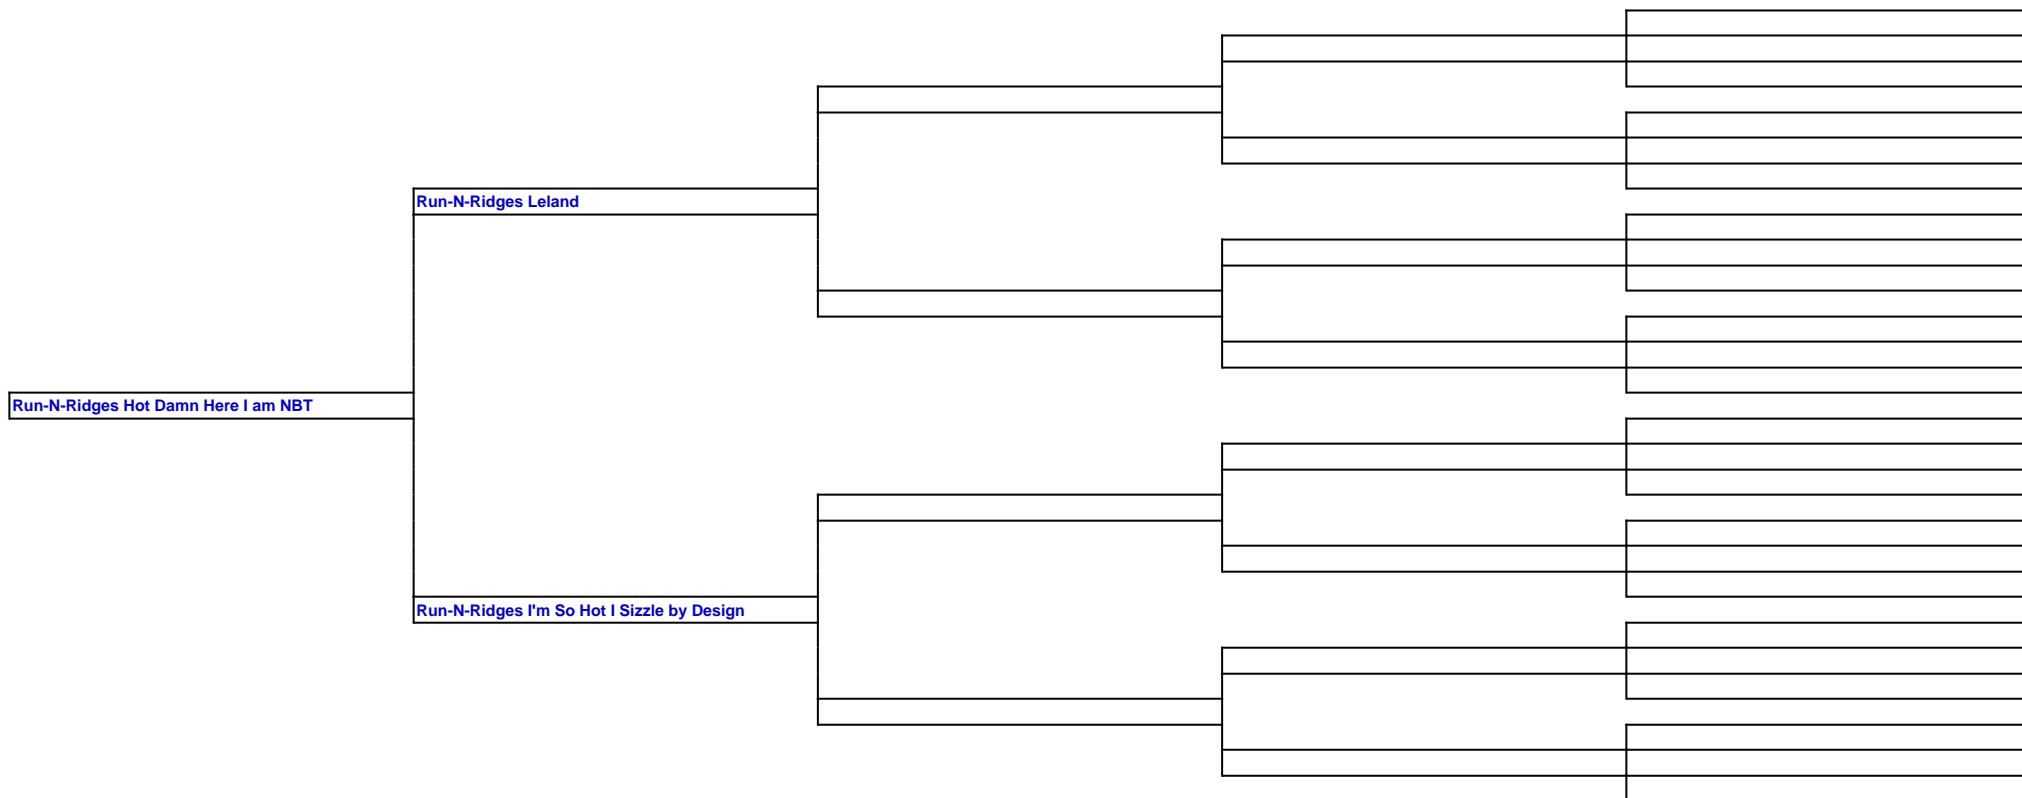 Run-N-Ridges Leland
Run-N-Ridges Hot Damn Here I am NBT
Run-N-Ridges I'm So Hot I Sizzle by Design